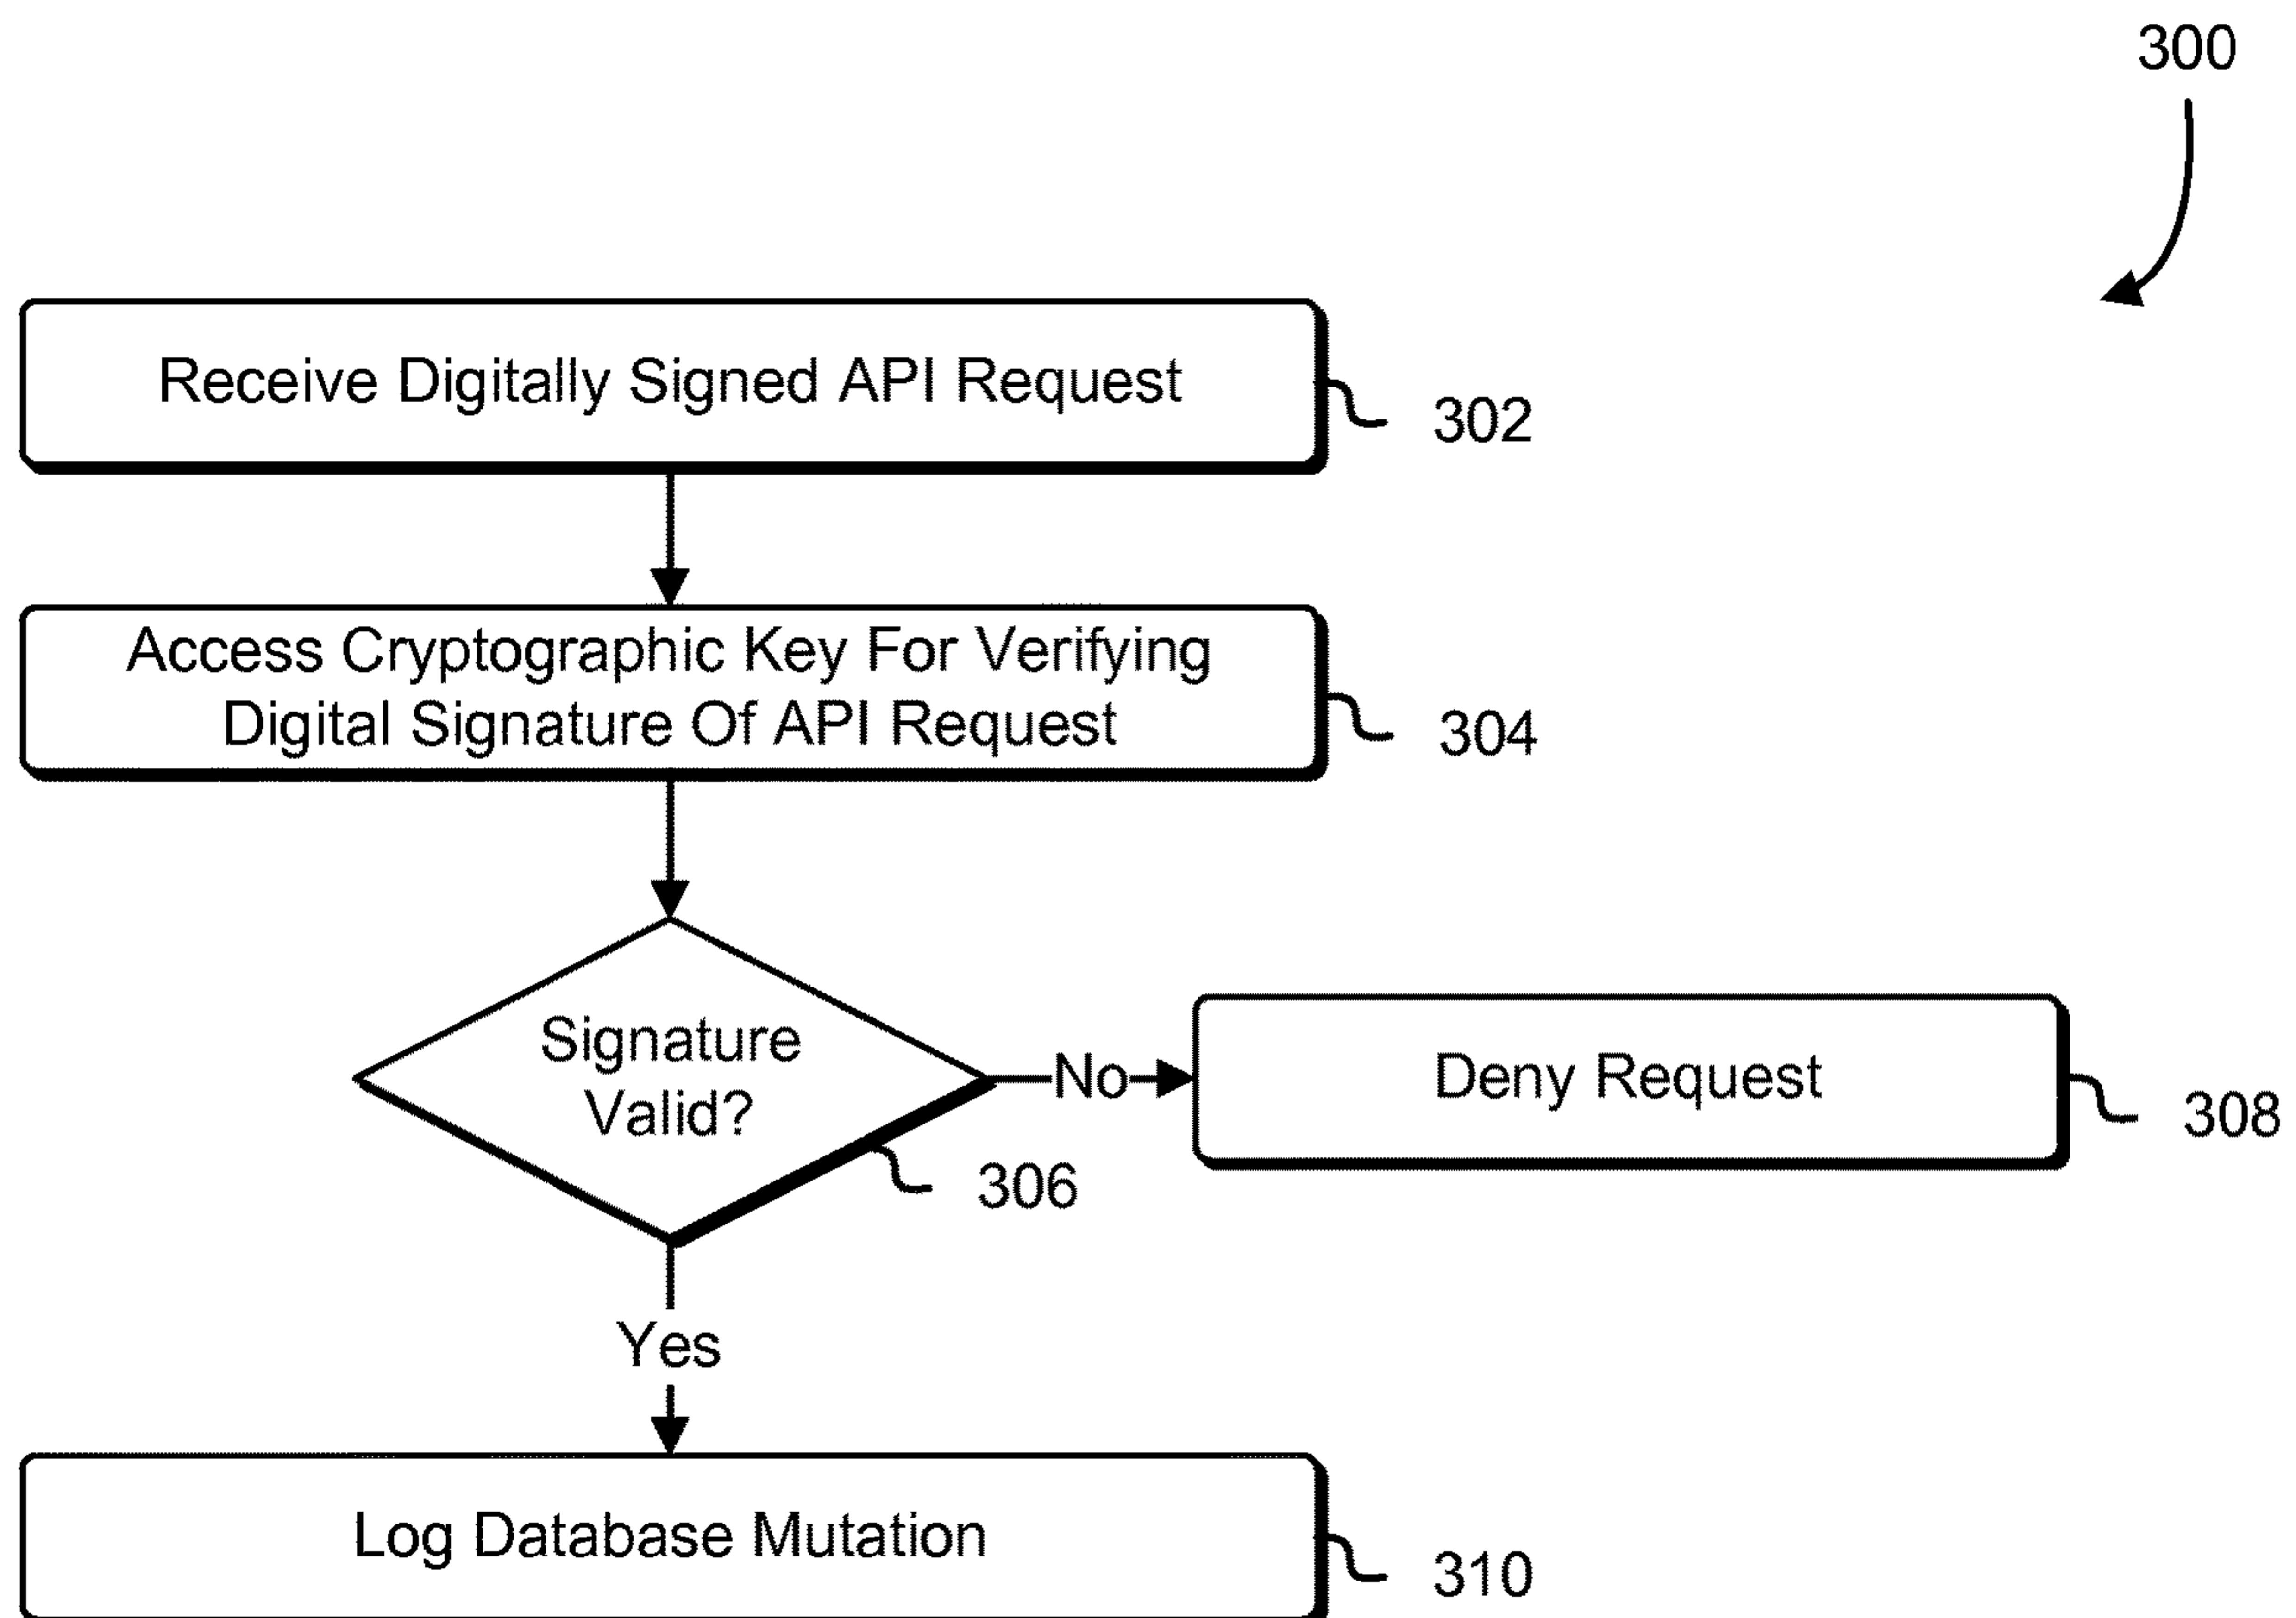 300
Receive Digitally Signed API Request
302
Access Cryptographic Key For Verifying
Digital Signature Of API Request
304
Signature
Valid?
No
Deny Request
308
306
Yes
Log Database Mutation
310